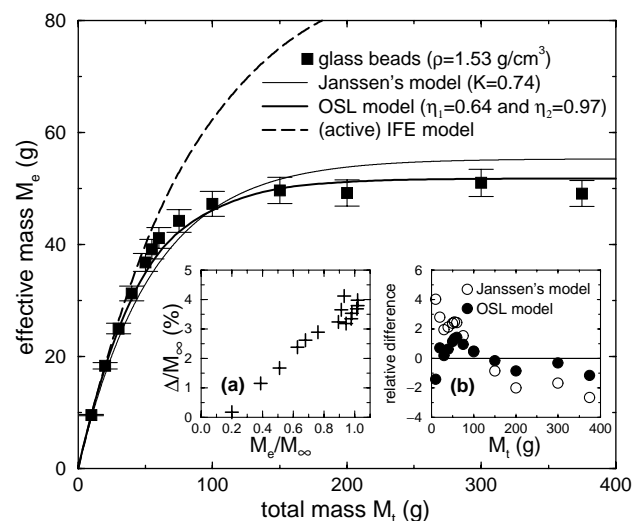 80
60
40
20
0
effective mass Mₑ (g)
glass beads (ρ=1.53 g/cm³)
Janssen's model (K=0.74)
OSL model (η₁=0.64 and η₂=0.97)
(active) IFE model
5
4
3
2
1
0
Δ/M∞ (%)
(a)
0.0 0.2 0.4 0.6 0.8 1.0
Mₑ/M∞
6
4
2
0
−2
−4
relative difference
Janssen's model
OSL model
(b)
0 100 200 300 400
Mₜ (g)
0 100 200 300 400
total mass Mₜ (g)